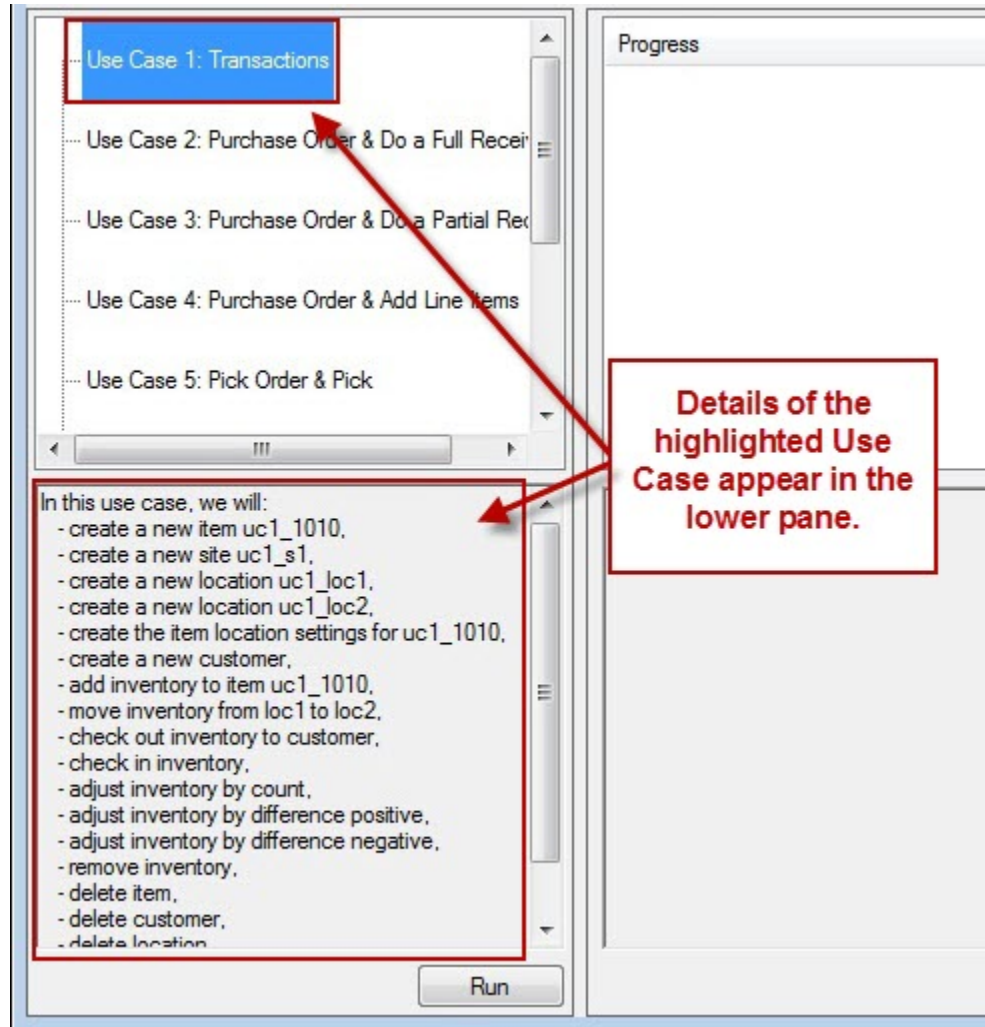 Use Case 1: Transactions
Use Case 2: Purchase Order & Do a Full
Use Case 3: Purchase Order & Do a Partial
Use Case 4: Purchase Order & Add Line Items
Use Case 5: Pick Order & Pick
Progress
Details of the
highlighted Use
Case appear in the
lower pane.
In this use case, we will:
- create a new item uc1_1010,
- create a new site uc1_s1,
- create a new location uc1_loc1,
- create a new location uc1_loc2,
- create the item location settings for uc1_1010,
- create a new customer,
- add inventory to item uc1_1010,
- move inventory from loc1 to loc2,
- check out inventory to customer,
- check in inventory,
- adjust inventory by count,
- adjust inventory by difference positive,
- adjust inventory by difference negative,
- remove inventory,
- delete item,
- delete customer,
- delete location
Run